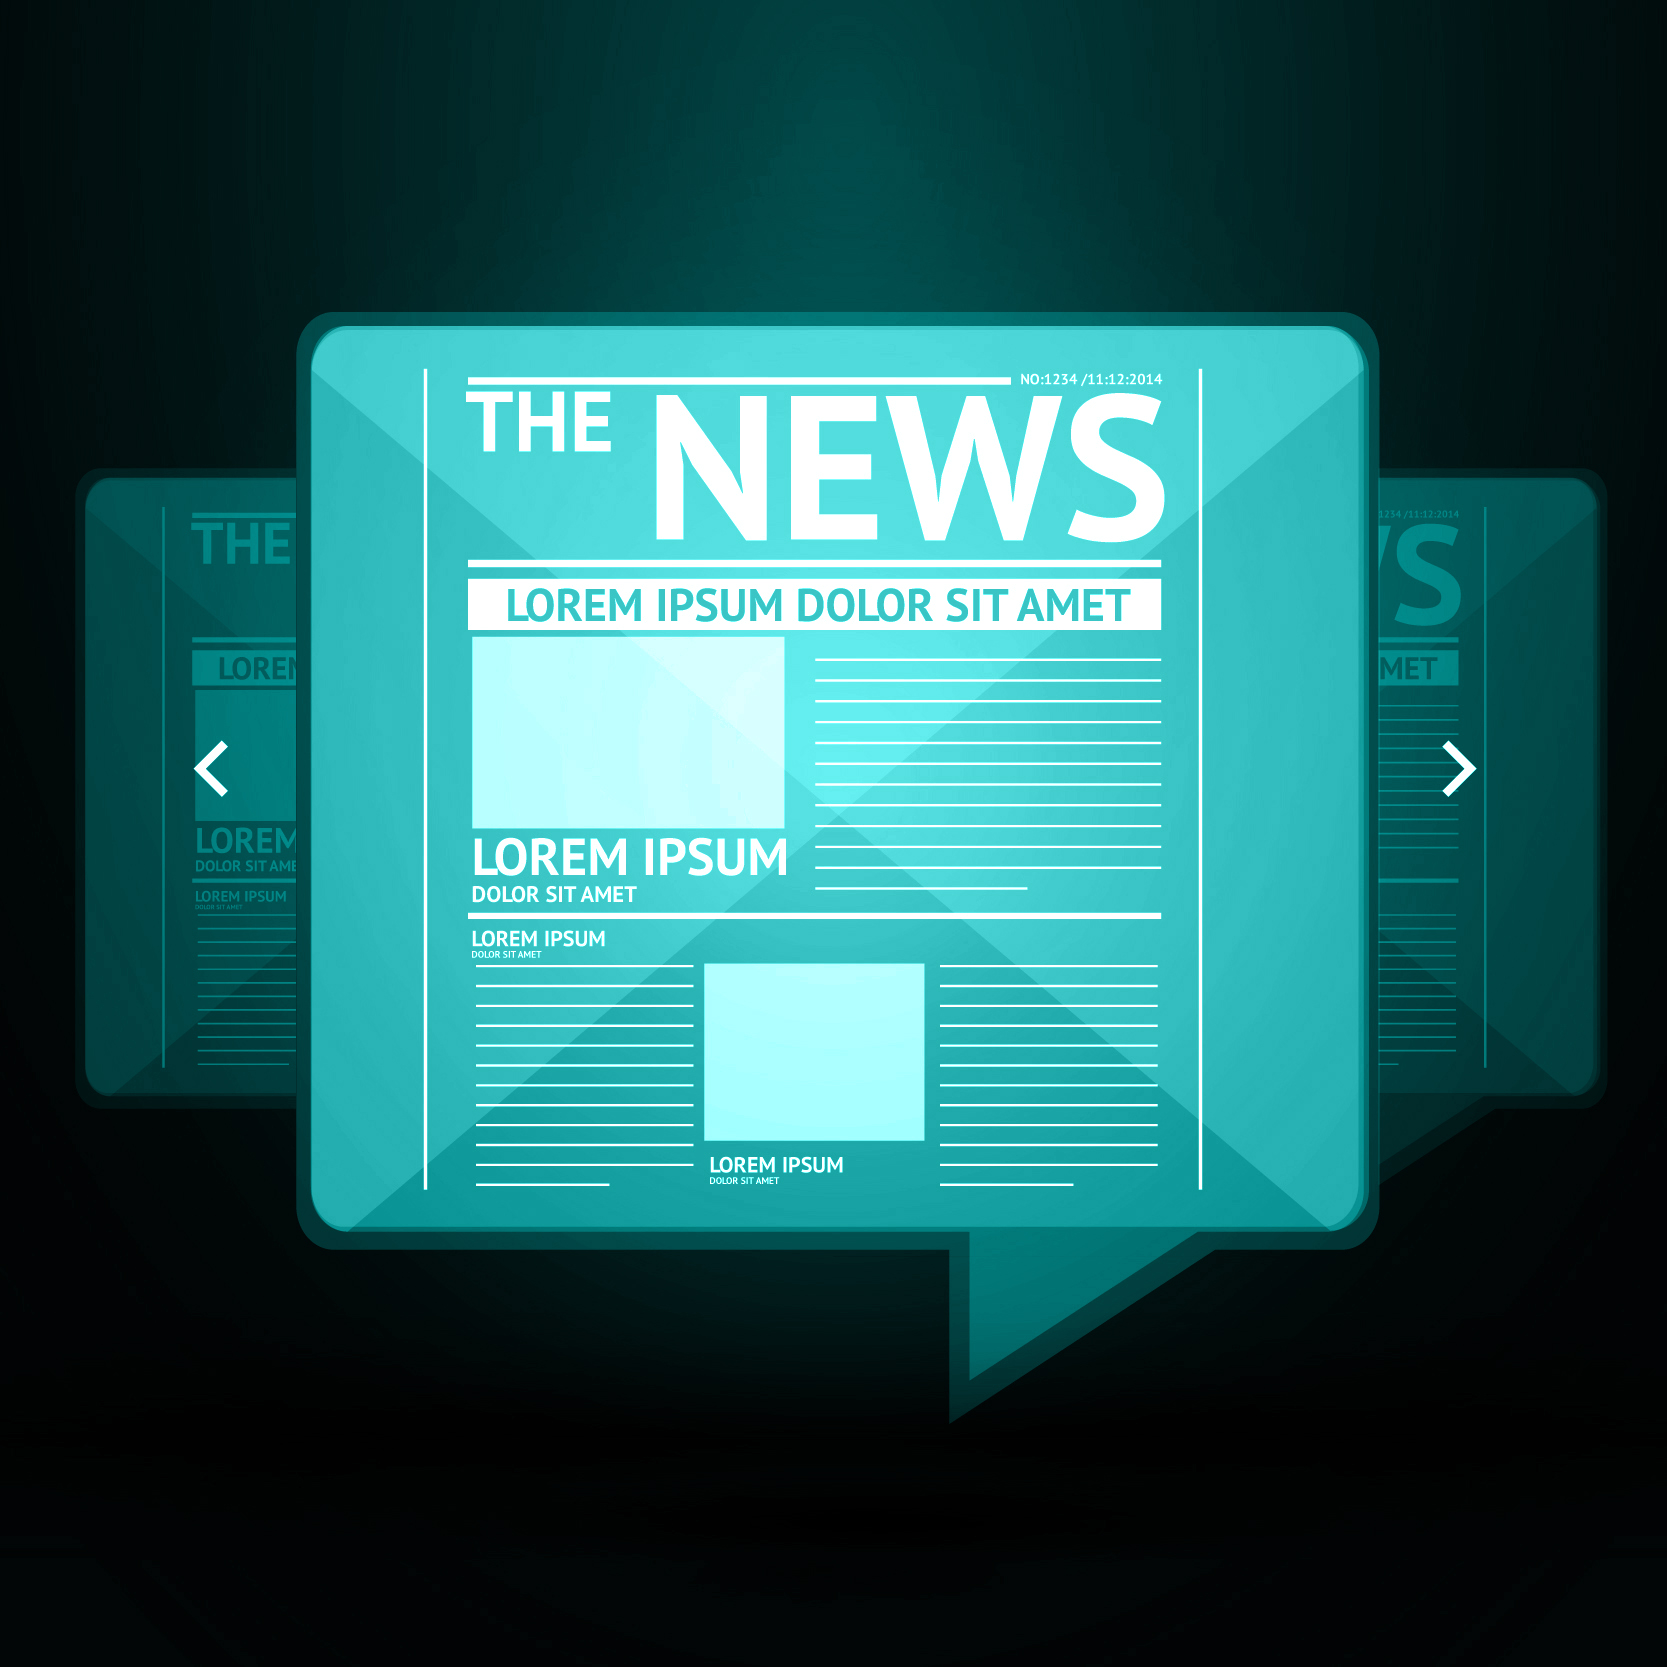 NO:1234 /11:12:2014
THE NEWS
LOREM IPSUM DOLOR SIT AMET
LOREM IPSUM
DOLOR SIT AMET
LOREM IPSUM
DOLOR SIT AMET
LOREM IPSUM
DOLOR SIT AMET
THE
LOREM
LOREM
DOLOR SIT AME
LOREM IPSUM
DOLOR SIT AMET
1234 /11:12:2014
WS
MET